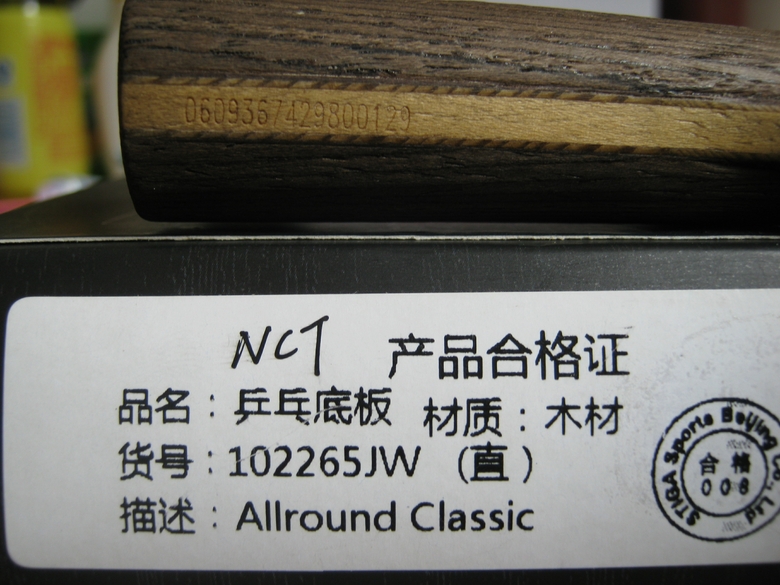 0609367429800129
NCT 产品合格证
品名：乒乓底板 材质：木材
货号：102265JW （直）
描述：Allround Classic
STIGA Sports Beijing Co., Ltd
合格
008